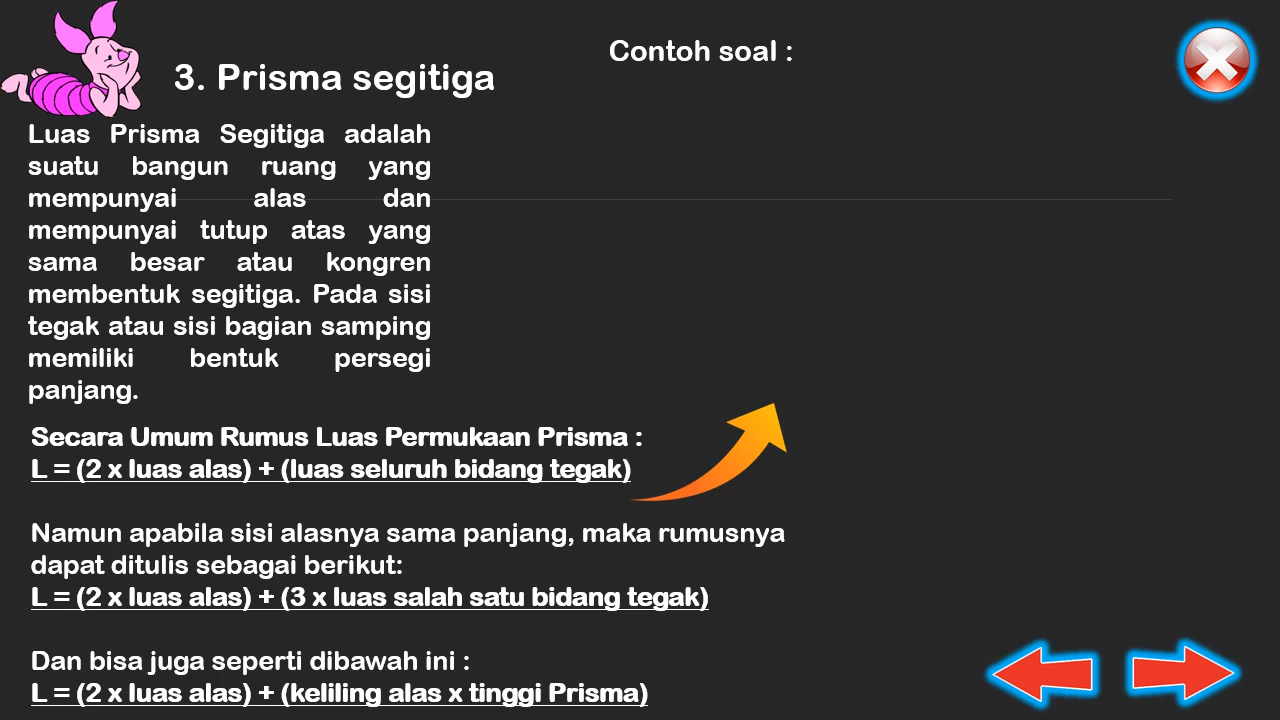 3. Prisma segitiga
Luas Prisma Segitiga adalah
suatu bangun ruang yang
mempunyai alas dan
mempunyai tutup atas yang
sama besar atau kongren
membentuk segitiga. Pada sisi
tegak atau sisi bagian samping
memiliki bentuk persegi
panjang.
Secara Umum Rumus Luas Permukaan Prisma :
L = (2 x luas alas) + (luas seluruh bidang tegak)
Namun apabila sisi alasnya sama panjang, maka rumusnya
dapat ditulis sebagai berikut:
L = (2 x luas alas) + (3 x luas salah satu bidang tegak)
Dan bisa juga seperti dibawah ini :
L = (2 x luas alas) + (keliling alas x tinggi Prisma)
Contoh soal :